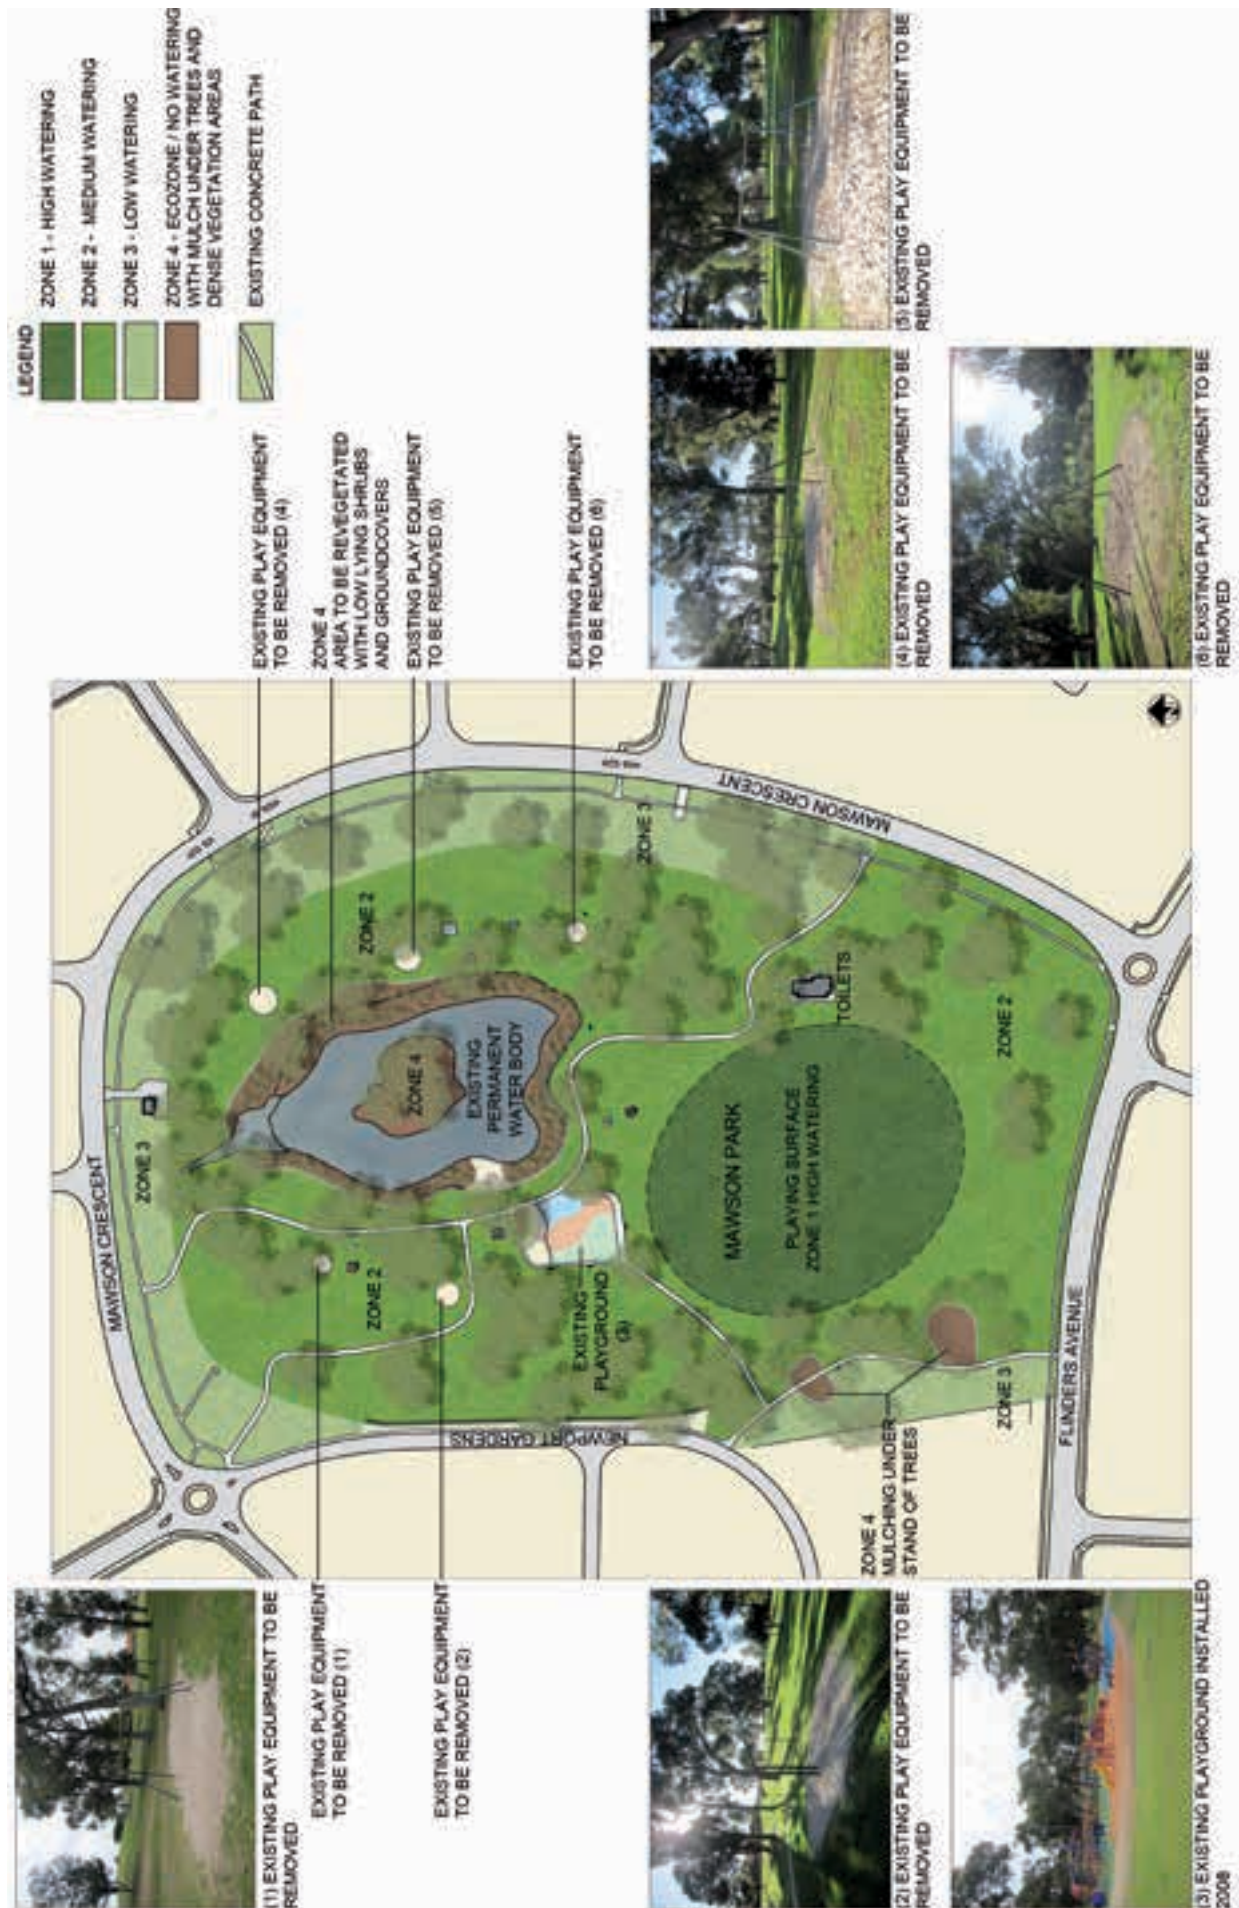 LEGEND
ZONE 1 - HIGH WATERING
ZONE 2 - MEDIUM WATERING
ZONE 3 - LOW WATERING
ZONE 4 - ECOZONE / NO WATERING
WITH MULCH UNDER TREES AND
DENSE VEGETATION AREAS
EXISTING CONCRETE PATH
(1) EXISTING PLAY EQUIPMENT TO BE
REMOVED
EXISTING PLAY EQUIPMENT
TO BE REMOVED (1)
EXISTING PLAY EQUIPMENT
TO BE REMOVED (2)
(2) EXISTING PLAY EQUIPMENT TO BE
REMOVED
(3) EXISTING PLAYGROUND INSTALLED
2008
MAWSON CRESCENT
ZONE 3
ZONE 2
ZONE 4
EXISTING
PERMANENT
WATER BODY
ZONE 2
EXISTING
PLAYGROUND
(3)
NEWPORT GARDENS
ZONE 3
MAWSON CRESCENT
MAWSON PARK
PLAYING SURFACE
ZONE 1 HIGH WATERING
TOILETS
ZONE 2
ZONE 4
MULCHING UNDER
STAND OF TREES
ZONE 3
FLINDERS AVENUE
EXISTING PLAY EQUIPMENT
TO BE REMOVED (4)
ZONE 4
AREA TO BE REVEGETATED
WITH LOW LYING SHRUBS
AND GROUNDCOVERS
EXISTING PLAY EQUIPMENT
TO BE REMOVED (5)
EXISTING PLAY EQUIPMENT
TO BE REMOVED (6)
(4) EXISTING PLAY EQUIPMENT TO BE
REMOVED
(5) EXISTING PLAY EQUIPMENT TO BE
REMOVED
(6) EXISTING PLAY EQUIPMENT TO BE
REMOVED